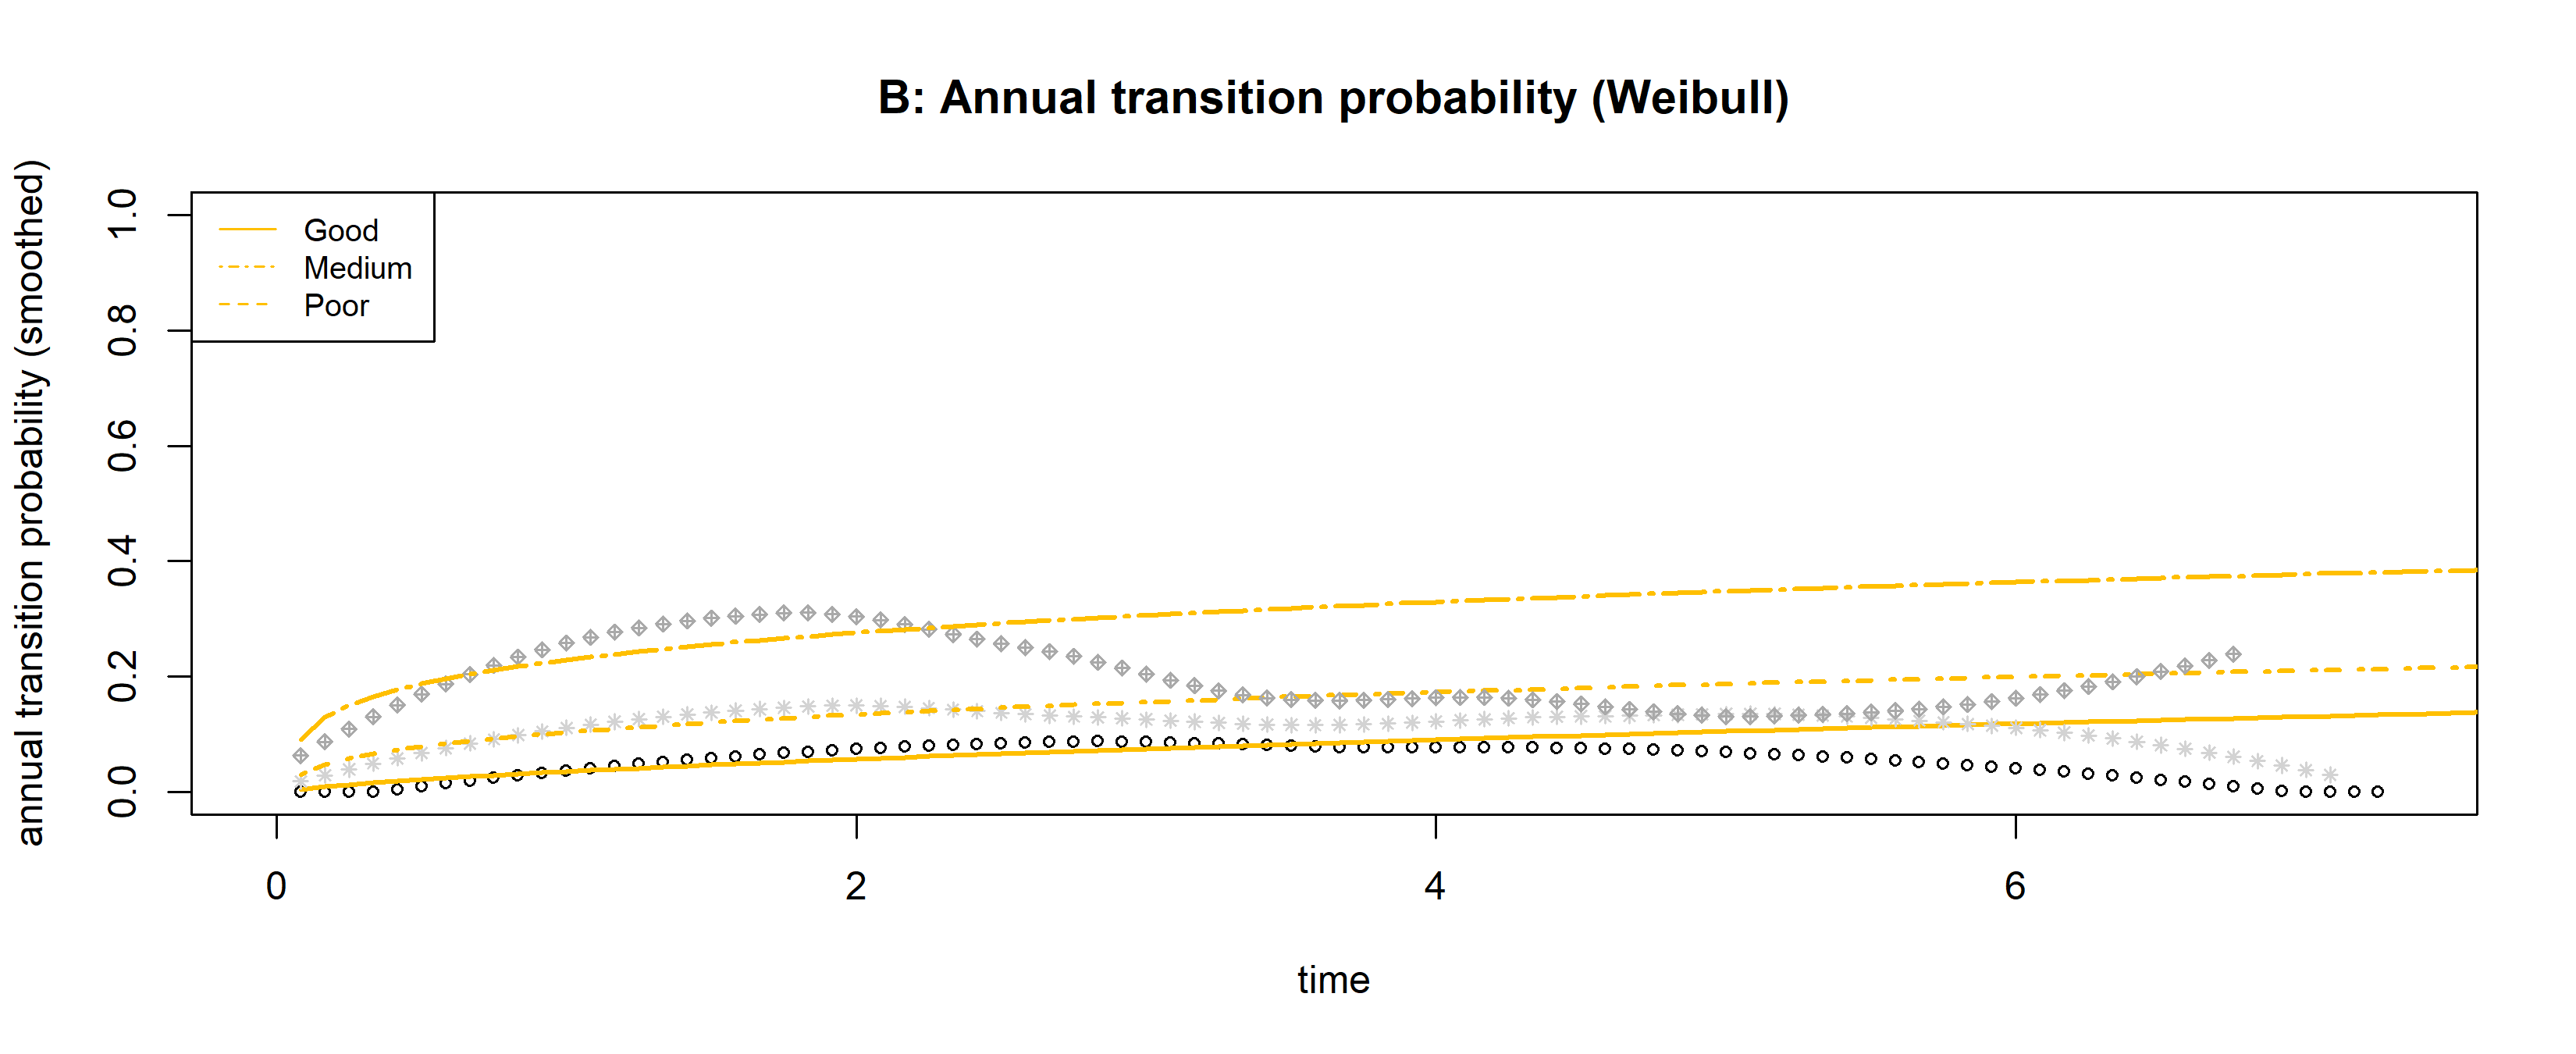 B: Annual transition probability (Weibull)
annual transition probability (smoothed)
1.0
0.8
0.6
0.4
0.2
0.0
Good
Medium
Poor
0 2 4 6
time